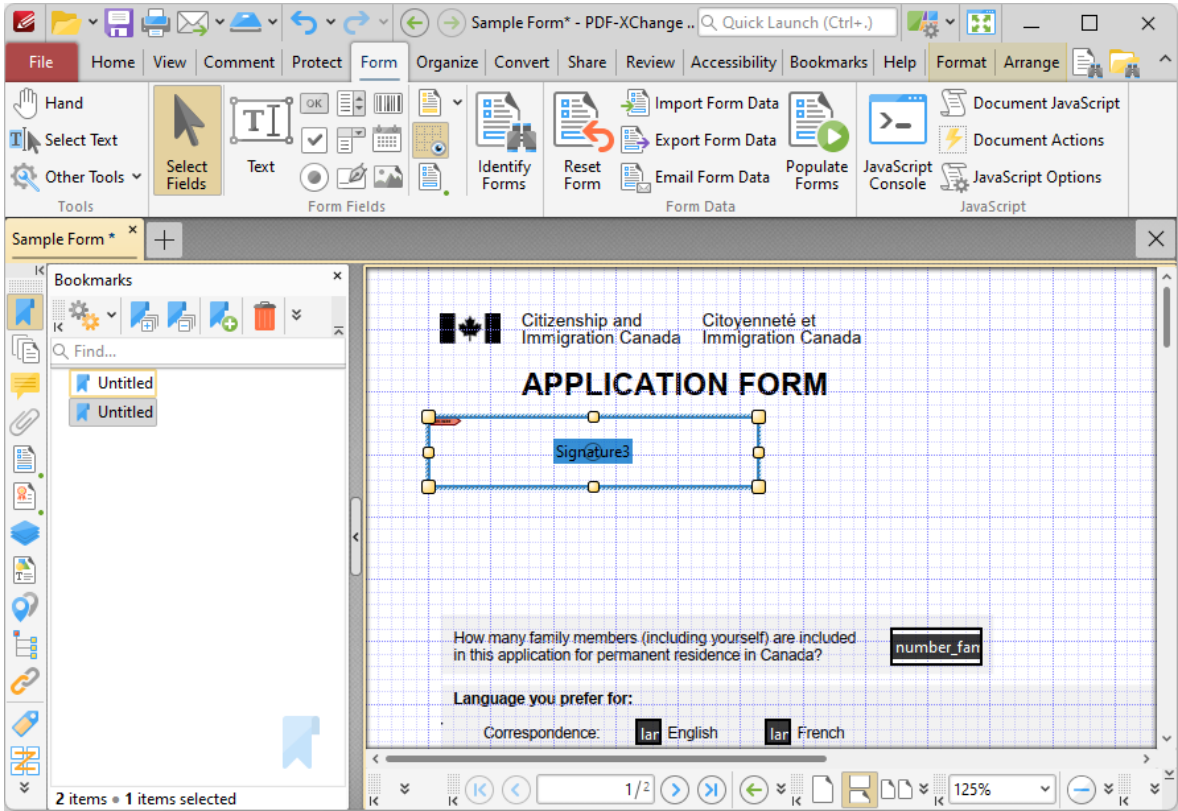 Sample Form* - PDF-XChange ..
Quick Launch (Ctrl+.)
File Home View Comment Protect Form Organize Convert Share Review Accessibility Bookmarks Help Format Arrange
Hand
Select Text
Other Tools
Tools
Select Fields
Text
OK
Form Fields
Identify Forms
Reset Form
Import Form Data
Export Form Data
Email Form Data
Populate Forms
Form Data
JavaScript Console
Document JavaScript
Document Actions
JavaScript Options
JavaScript
Sample Form *
Bookmarks
Find...
Untitled
Untitled
2 items • 1 items selected
Citizenship and
Immigration Canada
Citoyenneté et
Immigration Canada
APPLICATION FORM
Signature3
How many family members (including yourself) are included
in this application for permanent residence in Canada?
number_fan
Language you prefer for:
Correspondence: lar English lar French
1/2
125%